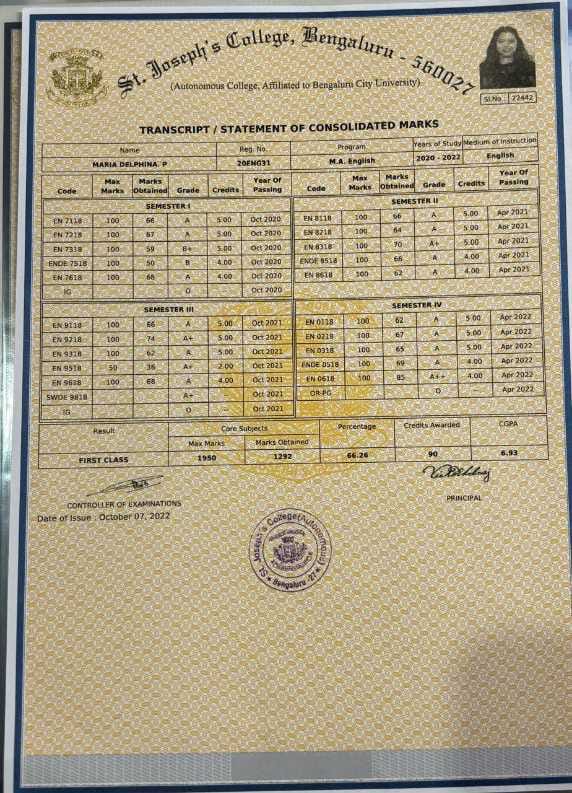 St. Joseph's College, Bengaluru - 560027
(Autonomous College, Affiliated to Bengaluru City University)
Sl.No : 22442
TRANSCRIPT / STATEMENT OF CONSOLIDATED MARKS
Name Reg. No. Program Years of Study Medium of Instruction
MARIA DELPHINA. P 20ENG31 M.A. English 2020 - 2022 English
Code Max Marks Marks Obtained Grade Credits Year Of Passing Code Max Marks Marks Obtained Grade Credits Year Of Passing
SEMESTER I
EN 7118 100 66 A 5.00 Oct 2020
EN 7218 100 67 A 5.00 Oct 2020
EN 7318 100 59 B+ 5.00 Oct 2020
ENDE 7518 100 50 B 4.00 Oct 2020
EN 7618 100 68 A 4.00 Oct 2020
IG O Oct 2020
SEMESTER II
EN 8118 100 66 A 5.00 Apr 2021
EN 8218 100 64 A 5.00 Apr 2021
EN 8318 100 70 A+ 5.00 Apr 2021
ENDE 8518 100 66 A 4.00 Apr 2021
EN 8618 100 62 A 4.00 Apr 2021
SEMESTER III
EN 9118 100 66 A 5.00 Oct 2021
EN 9218 100 74 A+ 5.00 Oct 2021
EN 9318 100 62 A 5.00 Oct 2021
EN 9518 50 36 A+ 2.00 Oct 2021
EN 9618 100 68 A 4.00 Oct 2021
SWDE 9818 A+ Oct 2021
IG O -- Oct 2021
SEMESTER IV
EN 0118 100 62 A 5.00 Apr 2022
EN 0218 100 67 A 5.00 Apr 2022
EN 0318 100 65 A 5.00 Apr 2022
ENDE 0518 100 69 A 4.00 Apr 2022
EN 0618 100 85 A++ 4.00 Apr 2022
OR-PG O Apr 2022
Result Core Subjects Percentage Credits Awarded CGPA
Max Marks Marks Obtained
FIRST CLASS 1950 1292 66.26 90 6.93
CONTROLLER OF EXAMINATIONS
PRINCIPAL
Date of Issue : October 07, 2022
St. Joseph's College (Autonomous)
Bengaluru - 27